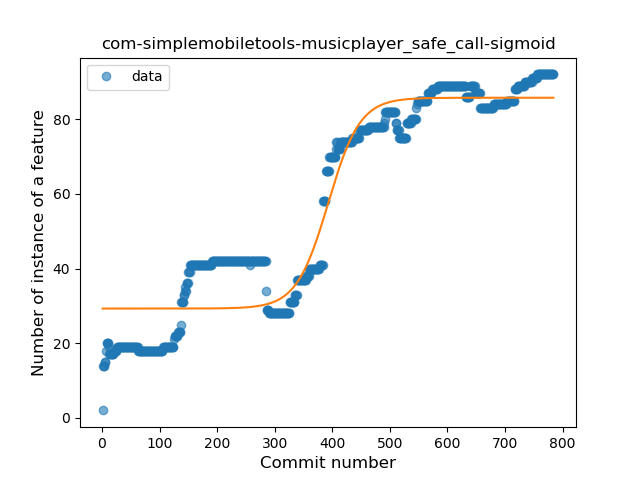 com-simplemobiletools-musicplayer_safe_call-sigmoid
data
Number of instance of a feature
80
60
40
20
0
0 100 200 300 400 500 600 700 800
Commit number